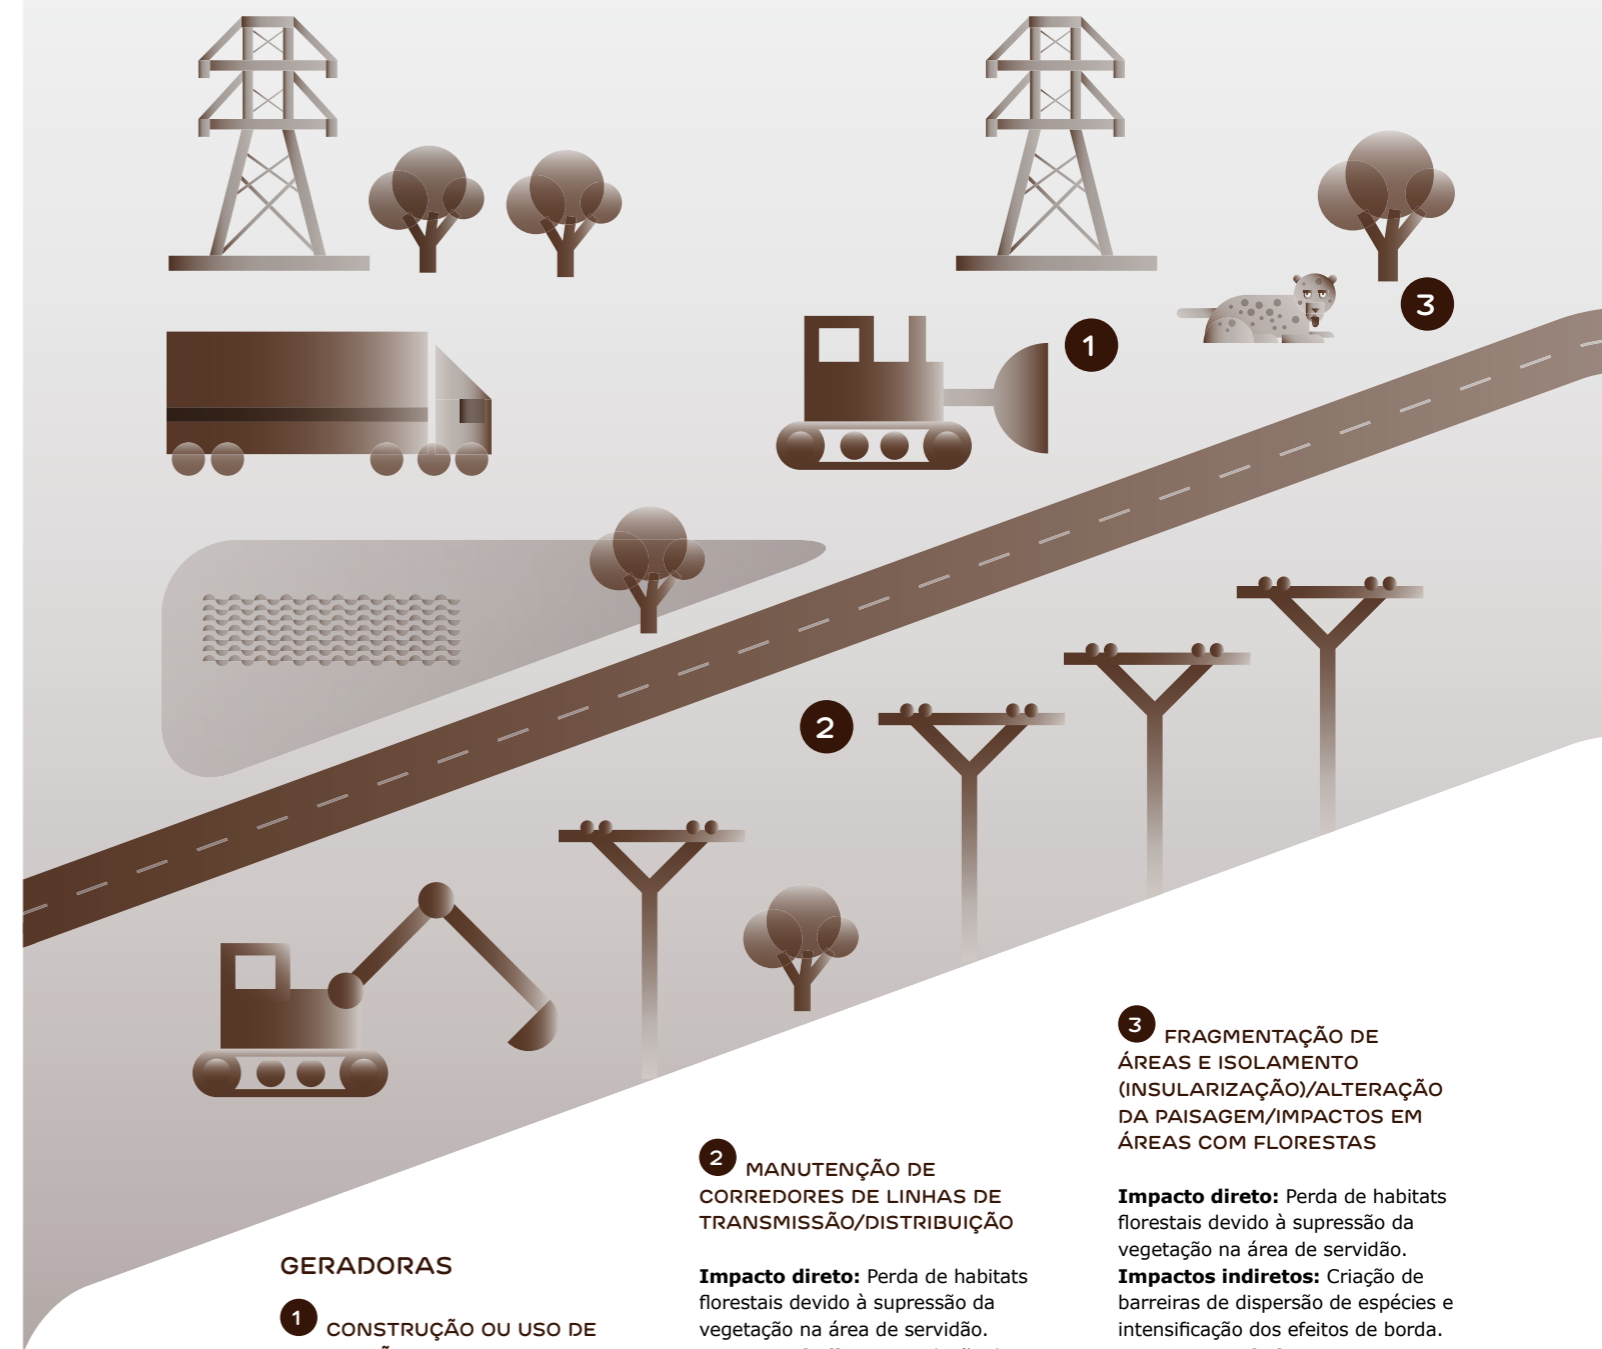 1
3
2
GERADORAS
1 CONSTRUÇÃO OU USO DE
2 MANUTENÇÃO DE
CORREDORES DE LINHAS DE
TRANSMISSÃO/DISTRIBUIÇÃO
Impacto direto: Perda de habitats
florestais devido à supressão da
vegetação na área de servidão.
3 FRAGMENTAÇÃO DE
ÁREAS E ISOLAMENTO
(INSULARIZAÇÃO)/ALTERAÇÃO
DA PAISAGEM/IMPACTOS EM
ÁREAS COM FLORESTAS
Impacto direto: Perda de habitats
florestais devido à supressão da
vegetação na área de servidão.
Impactos indiretos: Criação de
barreiras de dispersão de espécies e
intensificação dos efeitos de borda.